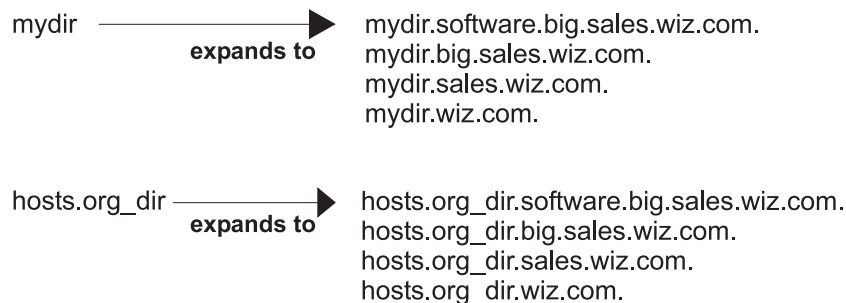 mydir expands to mydir.software.big.sales.wiz.com.
mydir.big.sales.wiz.com.
mydir.sales.wiz.com.
mydir.wiz.com.
hosts.org_dir expands to hosts.org_dir.software.big.sales.wiz.com.
hosts.org_dir.big.sales.wiz.com.
hosts.org_dir.sales.wiz.com.
hosts.org_dir.wiz.com.